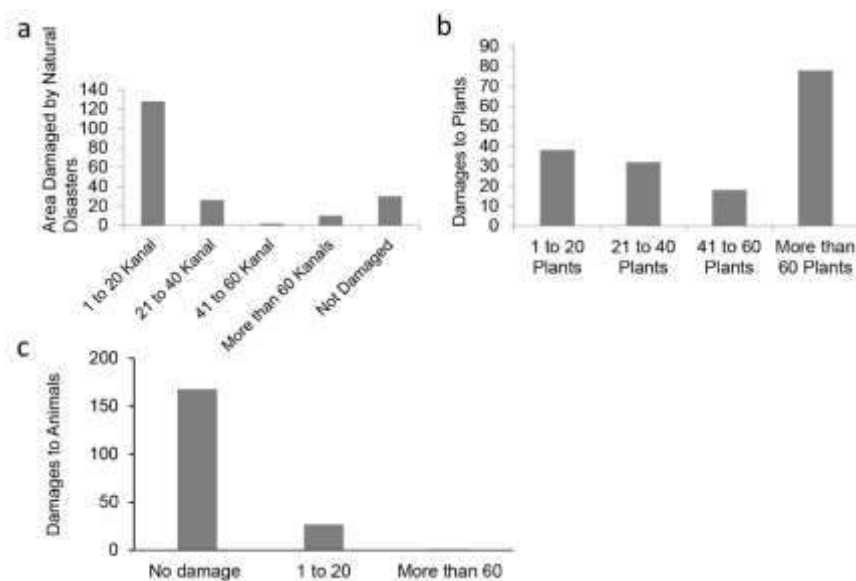 a
Area Damaged by Natural
Disasters
140
120
100
80
60
40
20
0
1 to 20 Kanal
21 to 40 Kanal
41 to 60 Kanal
More than 60 Kanals
Not Damaged
b
Damages to Plants
90
80
70
60
50
40
30
20
10
0
1 to 20
Plants
21 to 40
Plants
41 to 60
Plants
More than
60 Plants
c
Damages to Animals
200
150
100
50
0
No damage
1 to 20
More than 60